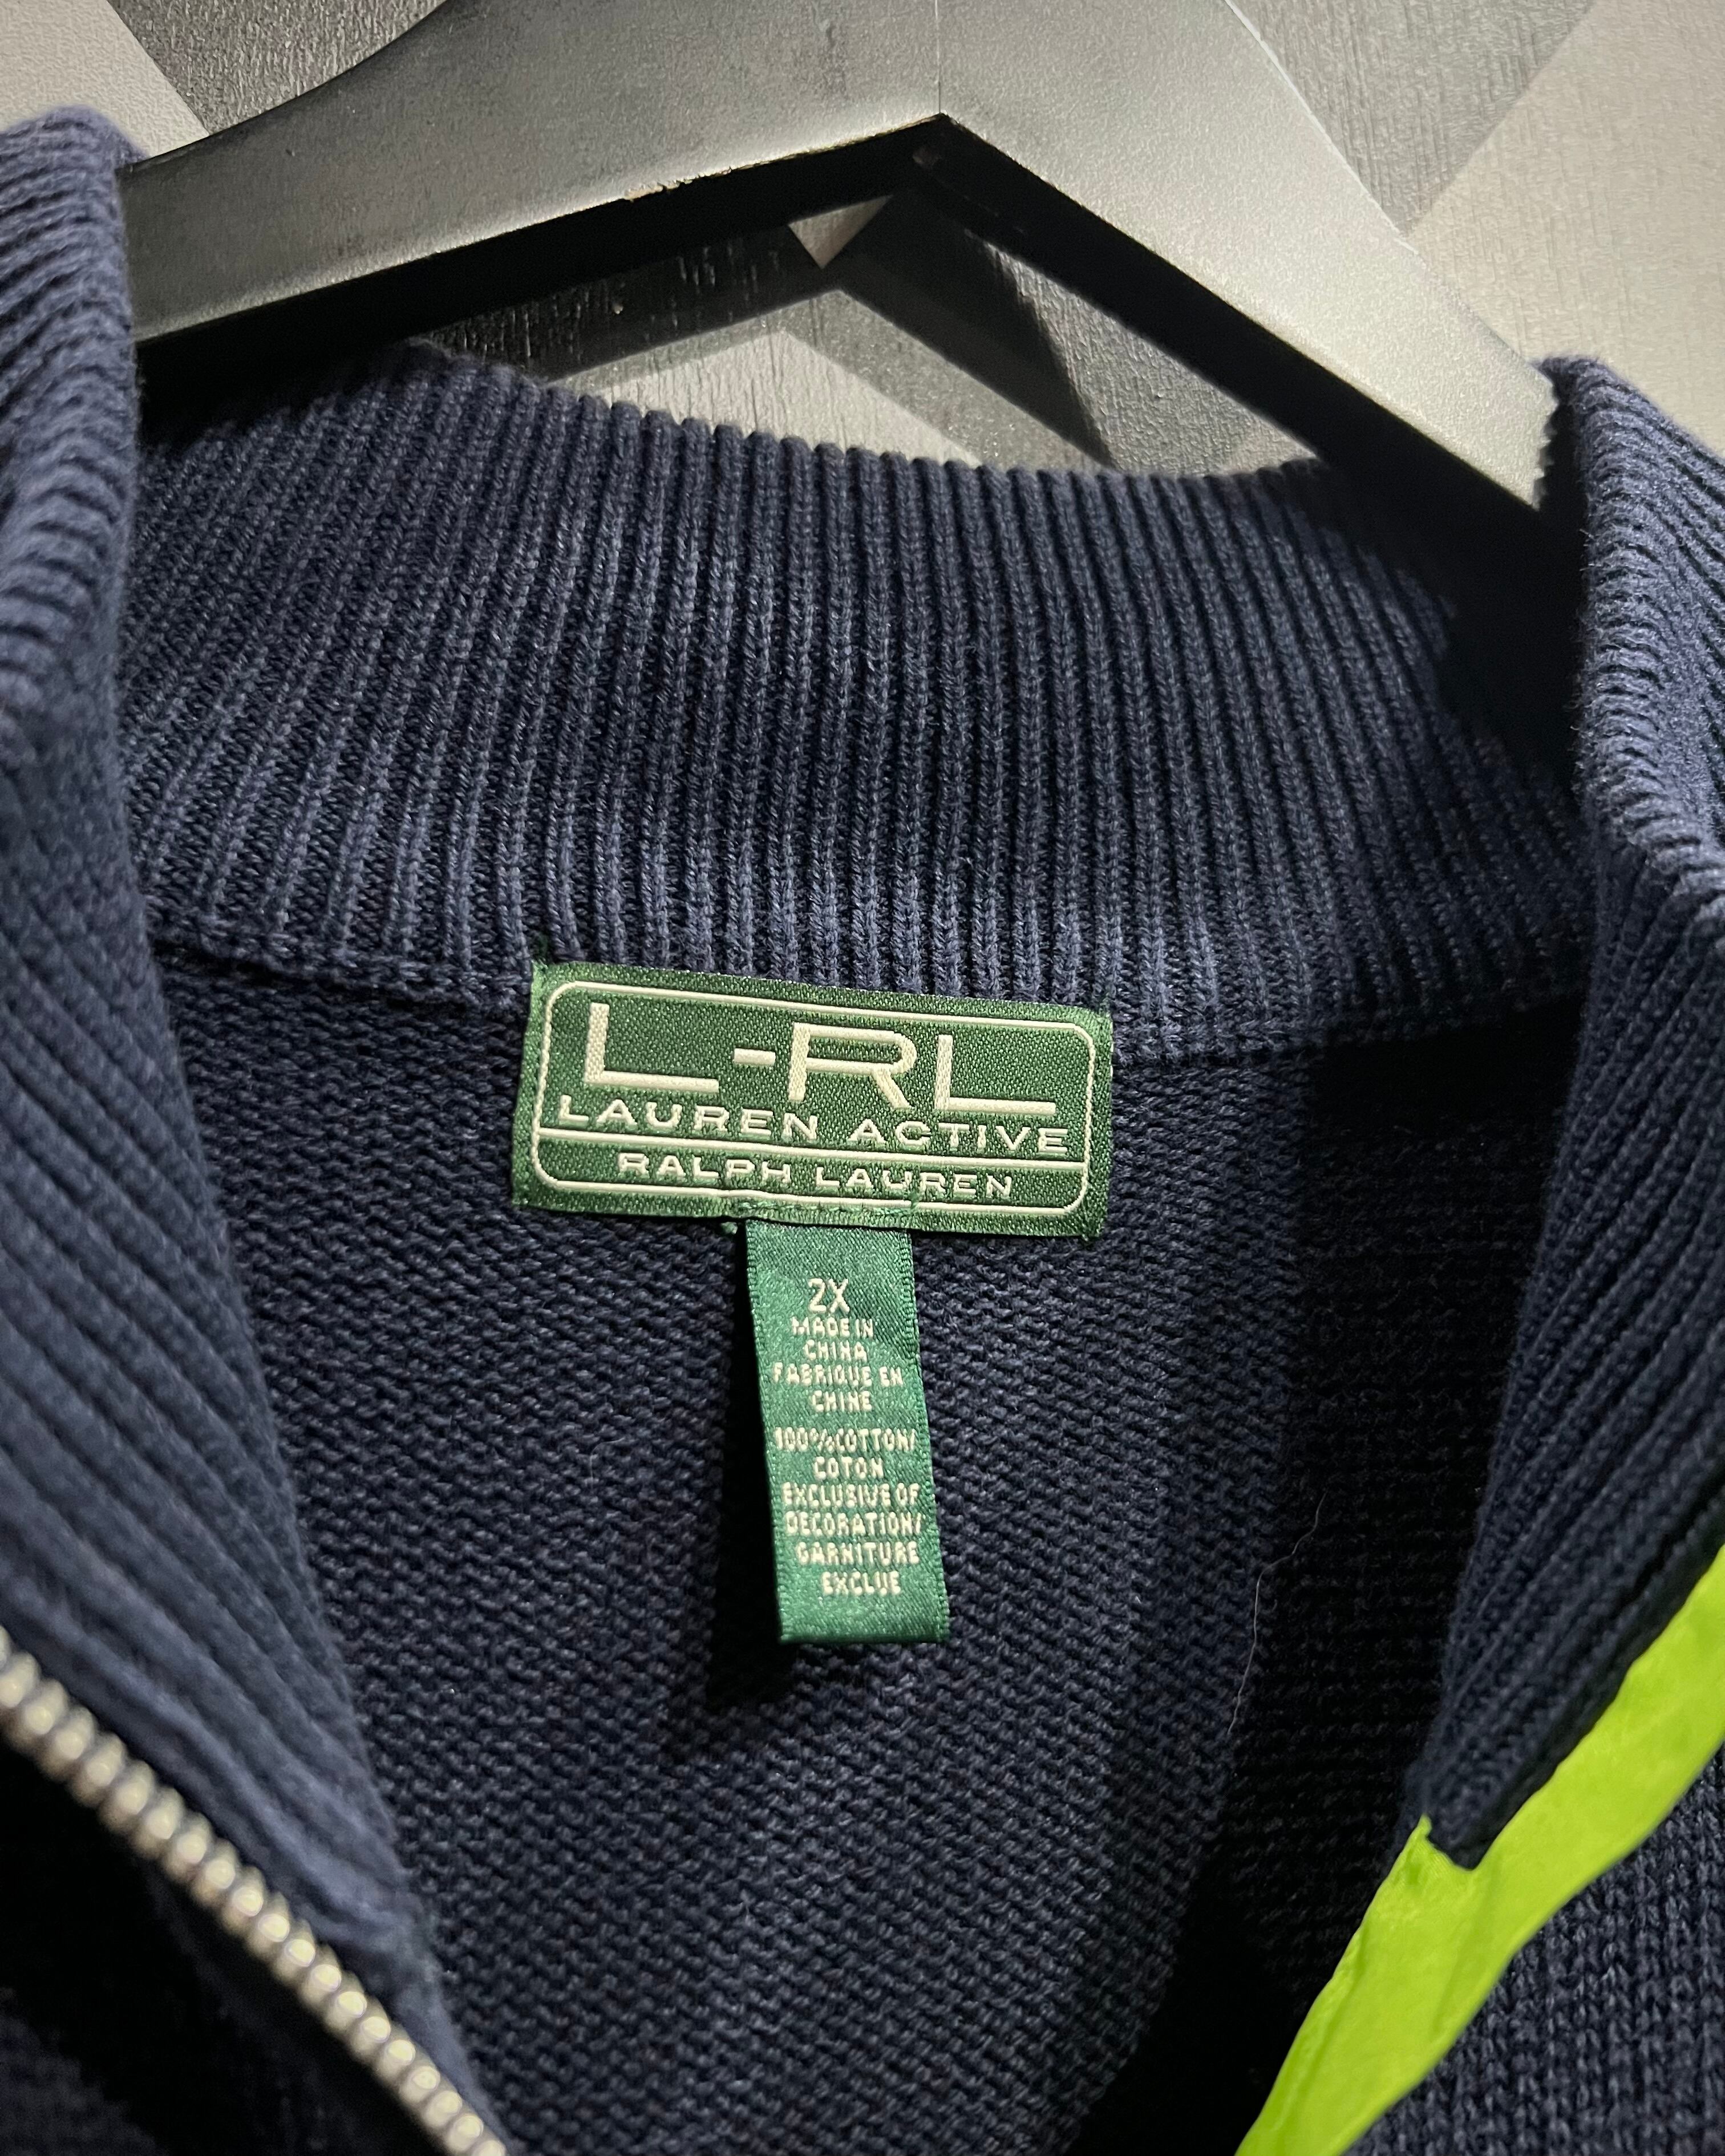 L-RL
LAUREN ACTIVE
RALPH LAUREN
2X
MADE IN
CHINA
FABRIQUE EN
CHINE
100%COTTON/
COTON
EXCLUSIVE OF
DECORATION/
GARNITURE
EXCLUE